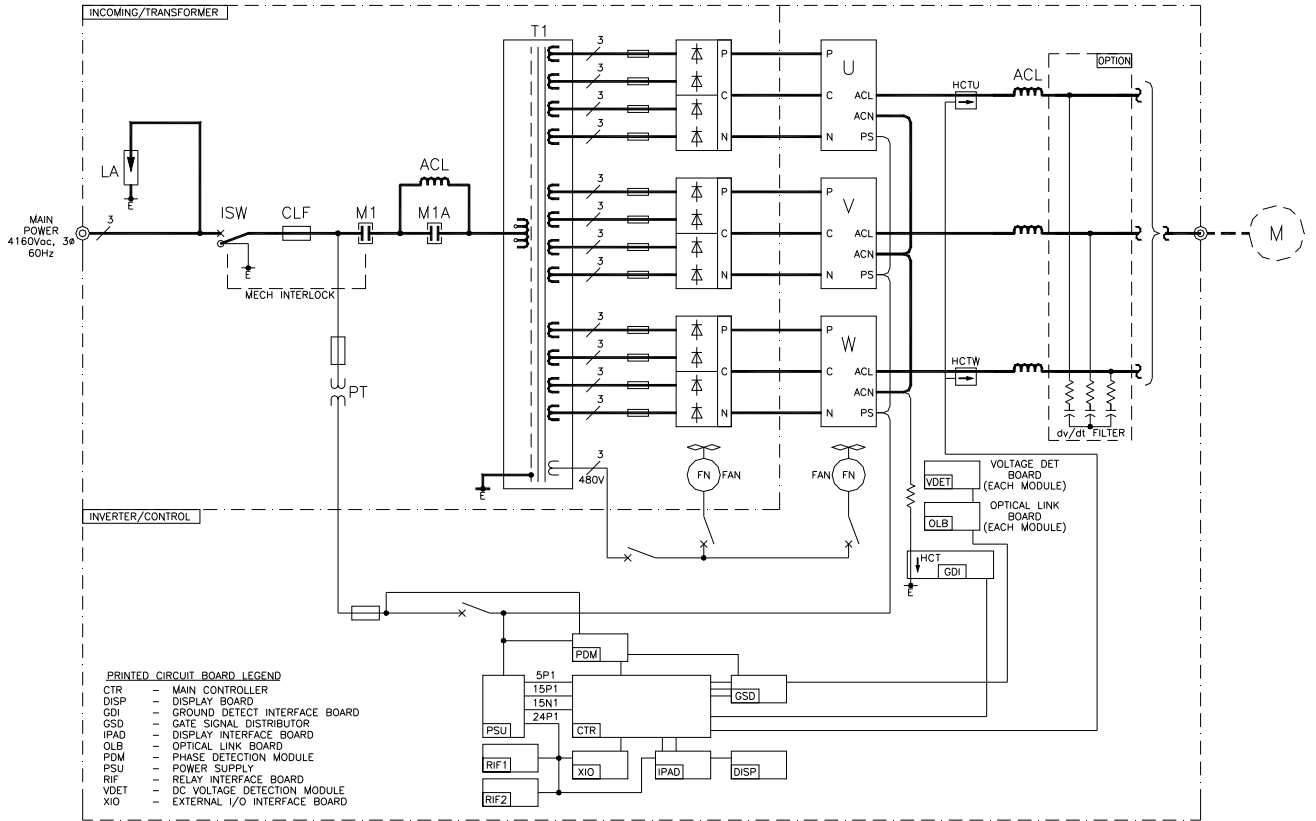 INCOMING/TRANSFORMER
T1
3
3
3
3
P
C
N
P
U
C
ACL
ACN
N
PS
HCTU
ACL
OPTION
LA
E
ACL
ISW
CLF
M1
M1A
MAIN
POWER
4160Vac, 3ø
60Hz
3
E
MECH INTERLOCK
3
3
3
3
P
C
N
P
V
C
ACL
ACN
N
PS
M
PT
3
3
3
3
P
C
N
P
W
C
ACL
ACN
N
PS
HCTW
dv/dt FILTER
E
3
480V
FN
FAN
FAN
FN
VDET
VOLTAGE DET
BOARD
(EACH MODULE)
OLB
OPTICAL LINK
BOARD
(EACH MODULE)
INVERTER/CONTROL
HCT
GDI
E
PDM
5P1
15P1
15N1
24P1
PSU
CTR
GSD
RIF1
XIO
IPAD
DISP
RIF2
PRINTED CIRCUIT BOARD LEGEND
CTR – MAIN CONTROLLER
DISP – DISPLAY BOARD
GDI – GROUND DETECT INTERFACE BOARD
GSD – GATE SIGNAL DISTRIBUTOR
IPAD – DISPLAY INTERFACE BOARD
OLB – OPTICAL LINK BOARD
PDM – PHASE DETECTION MODULE
PSU – POWER SUPPLY
RIF – RELAY INTERFACE BOARD
VDET – DC VOLTAGE DETECTION MODULE
XIO – EXTERNAL I/O INTERFACE BOARD